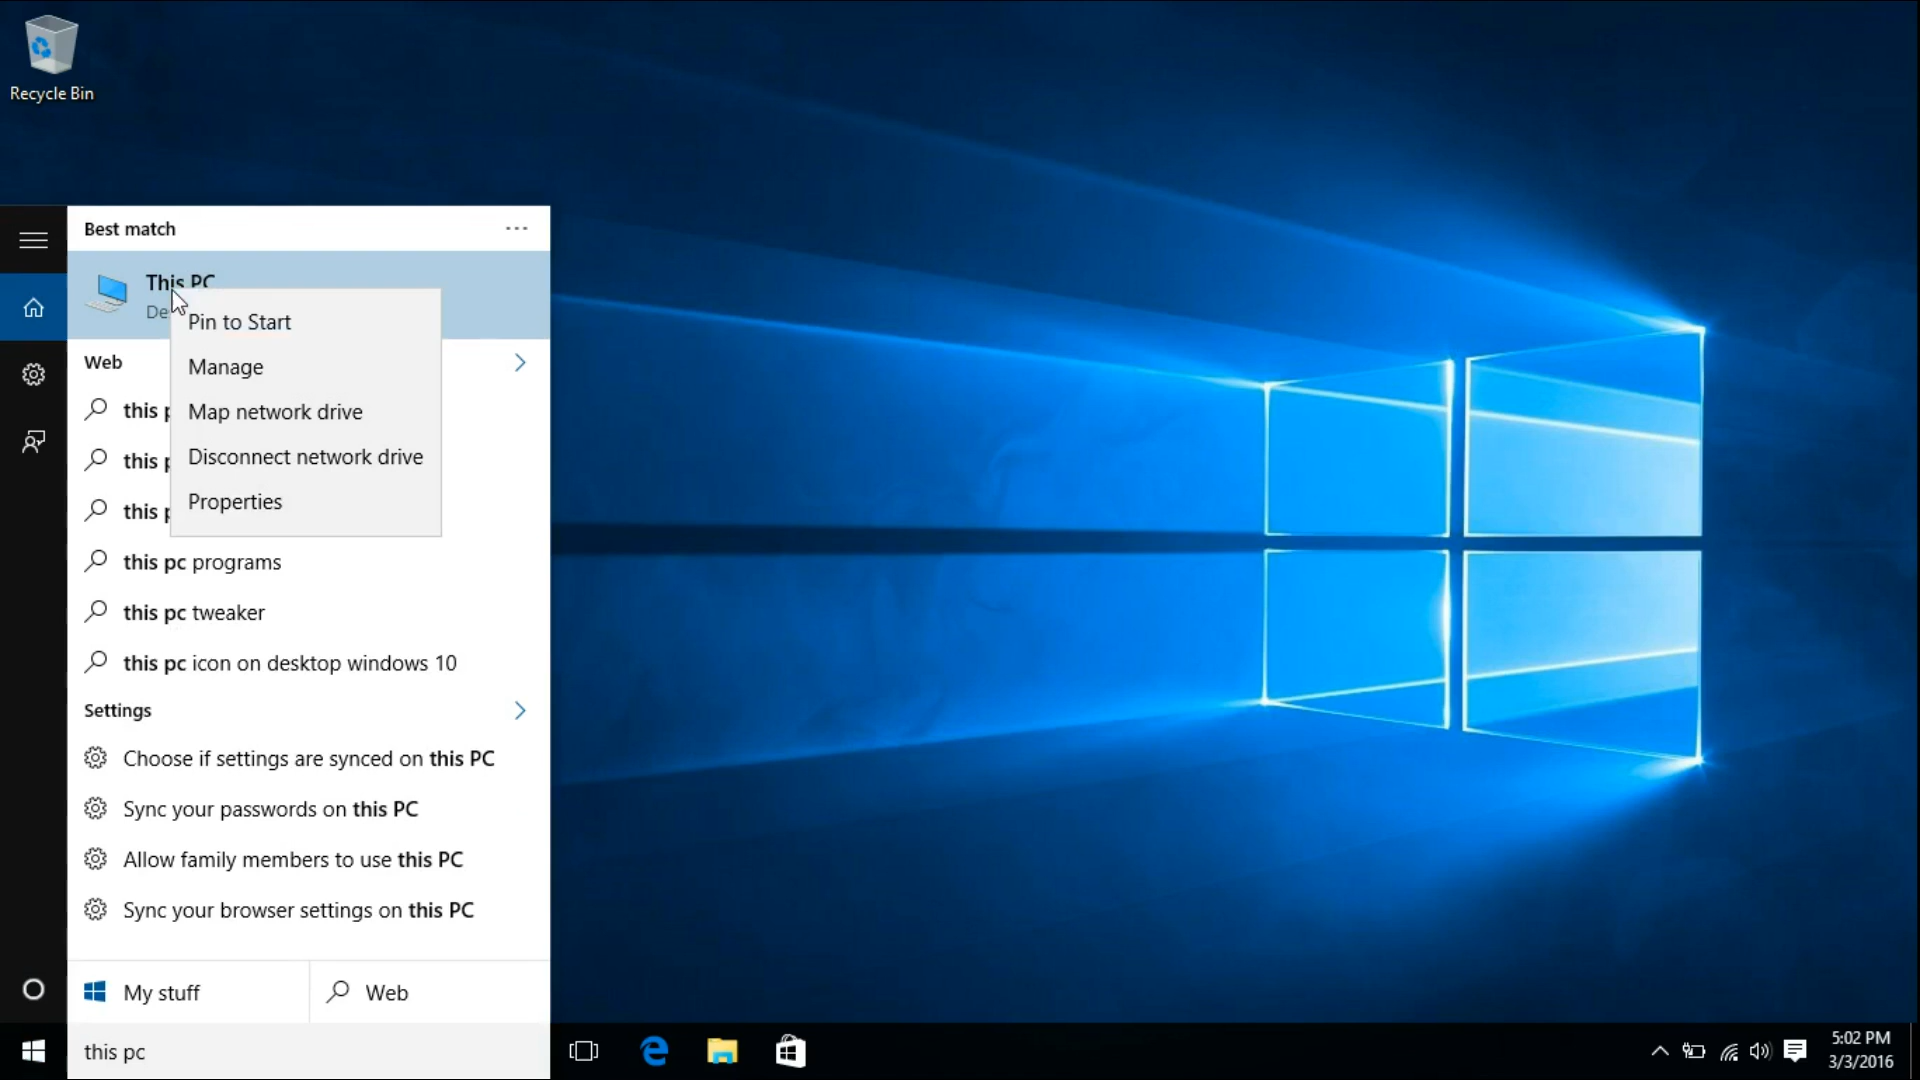 Recycle Bin
Best match
This PC
Pin to Start
Manage
Map network drive
Disconnect network drive
Properties
Web
this
this
this
this pc programs
this pc tweaker
this pc icon on desktop windows 10
Settings
Choose if settings are synced on this PC
Sync your passwords on this PC
Allow family members to use this PC
Sync your browser settings on this PC
My stuff
Web
this pc
5:02 PM
3/3/2016